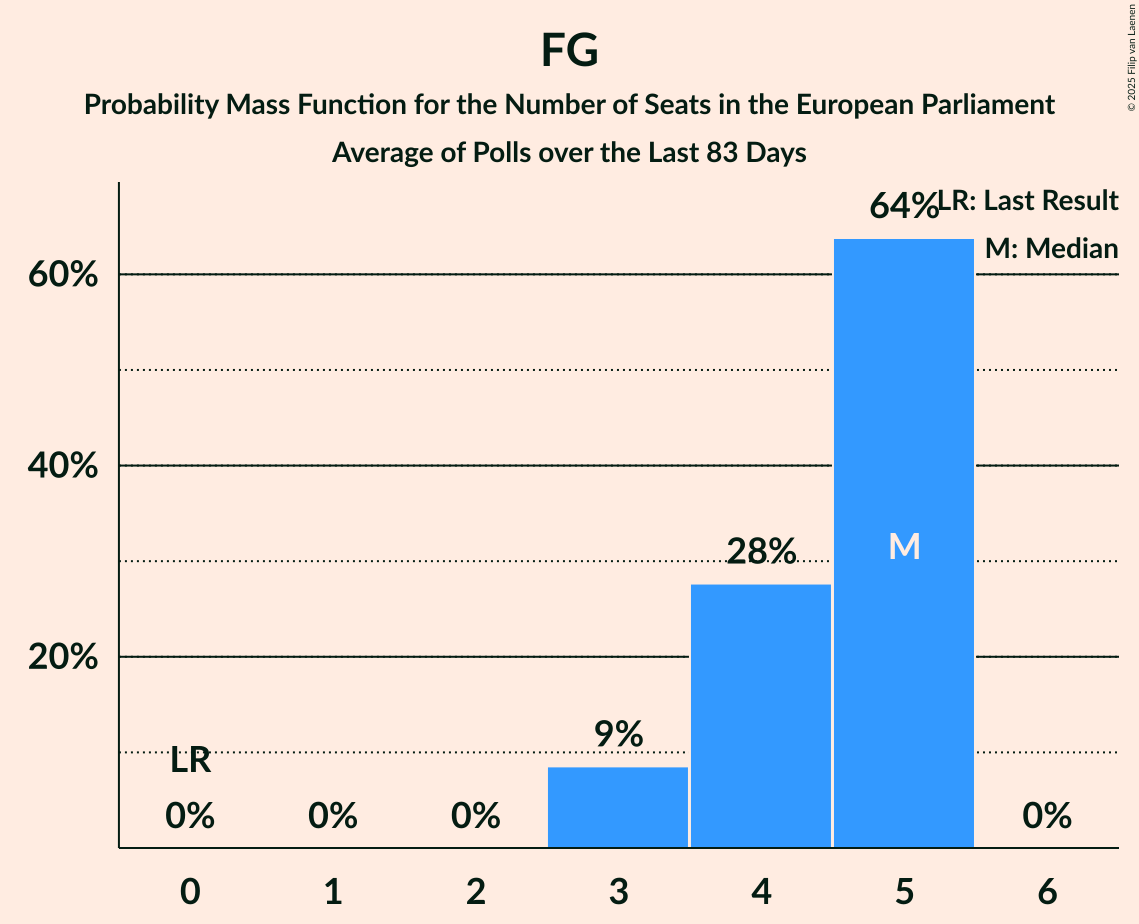 FG
Probability Mass Function for the Number of Seats in the European Parliament
Average of Polls over the Last 83 Days
© 2025 Filip van Laenen
LR: Last Result
M: Median
60%
40%
20%
LR
0%
0%
0%
9%
28%
64%
M
0%
0
1
2
3
4
5
6